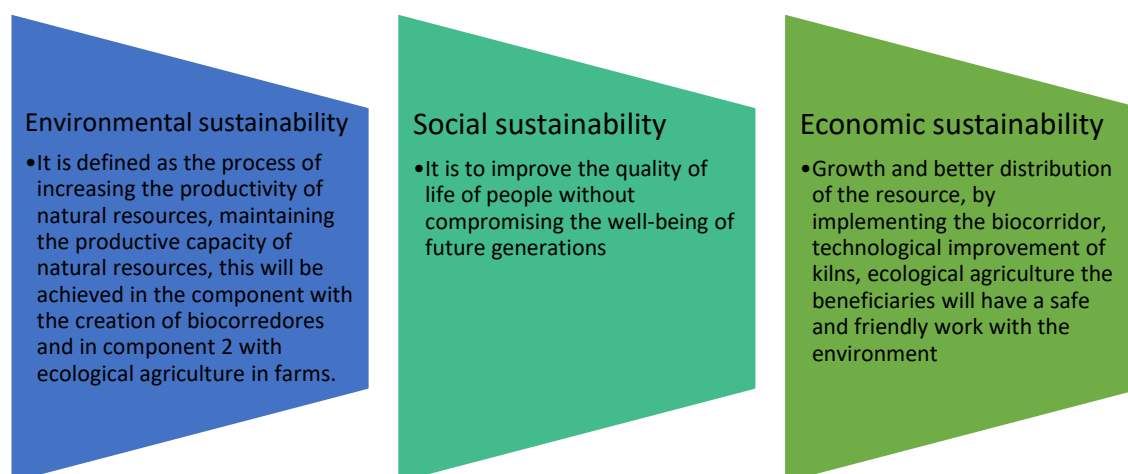 Environmental sustainability
•It is defined as the process of
increasing the productivity of
natural resources, maintaining
the productive capacity of
natural resources, this will be
achieved in the component with
the creation of biocorredores
and in component 2 with
ecological agriculture in farms.
Social sustainability
•It is to improve the quality of
life of people without
compromising the well-being of
future generations
Economic sustainability
•Growth and better distribution
of the resource, by
implementing the biocorridor,
technological improvement of
kilns, ecological agriculture the
beneficiaries will have a safe
and friendly work with the
environment